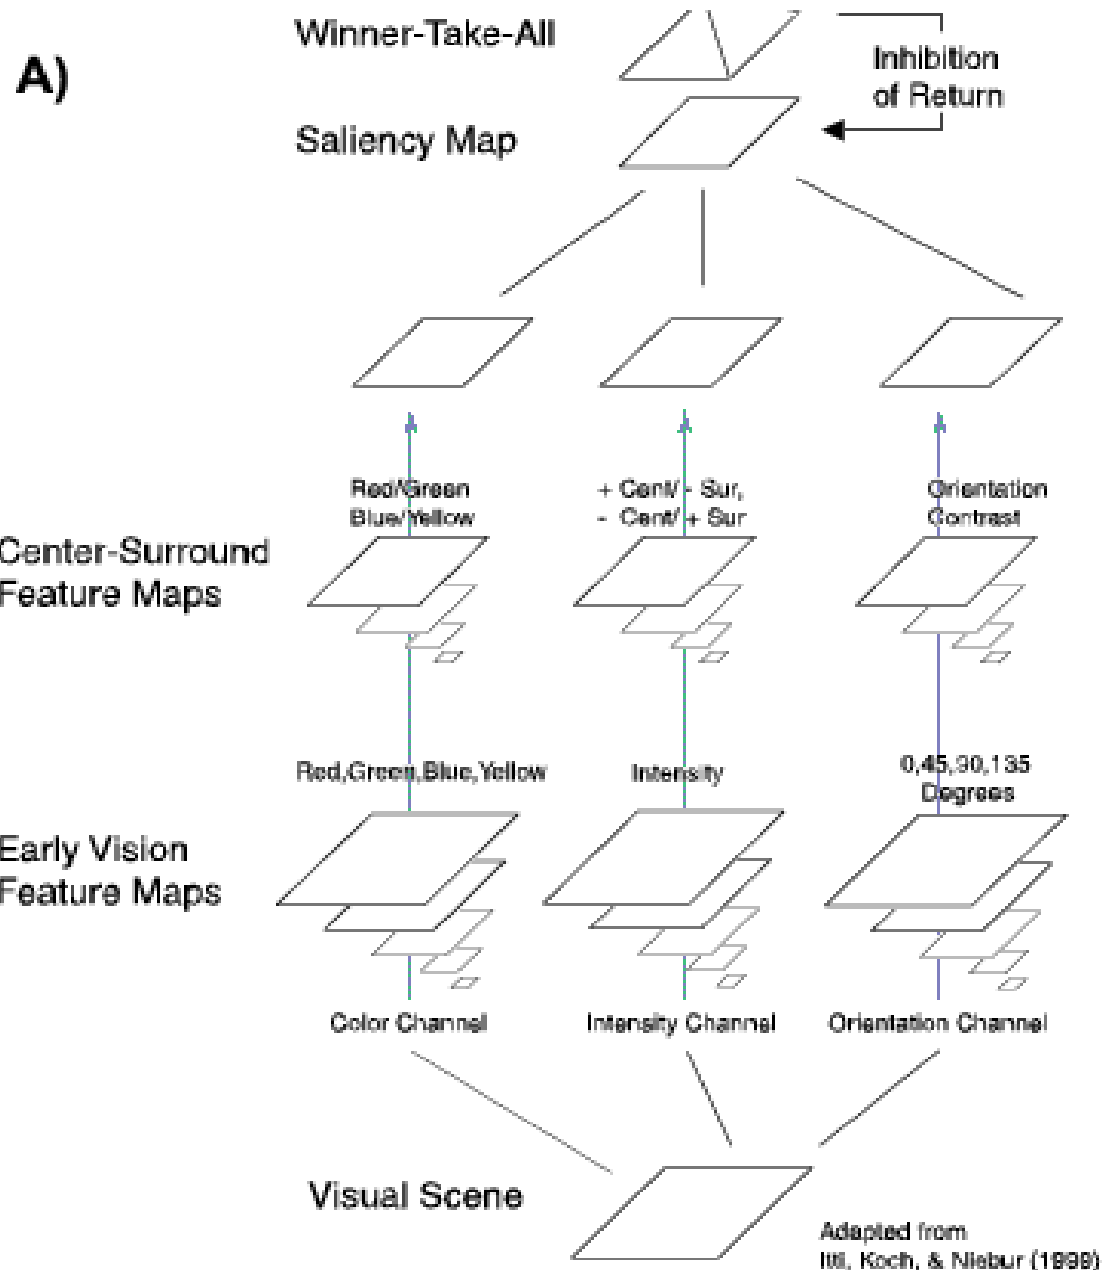 Winner-Take-All
A)
Inhibition
of Return
Saliency Map
Red/Green
Blue/Yellow
+ Cent/ - Sur,
- Cent/ + Sur
Orientation
Contrast
Center-Surround
Feature Maps
Red,Green,Blue,Yellow
Intensity
0,45,90,135
Degrees
Early Vision
Feature Maps
Color Channel
Intensity Channel
Orientation Channel
Visual Scene
Adapted from
Itti, Koch, & Niebur (1998)